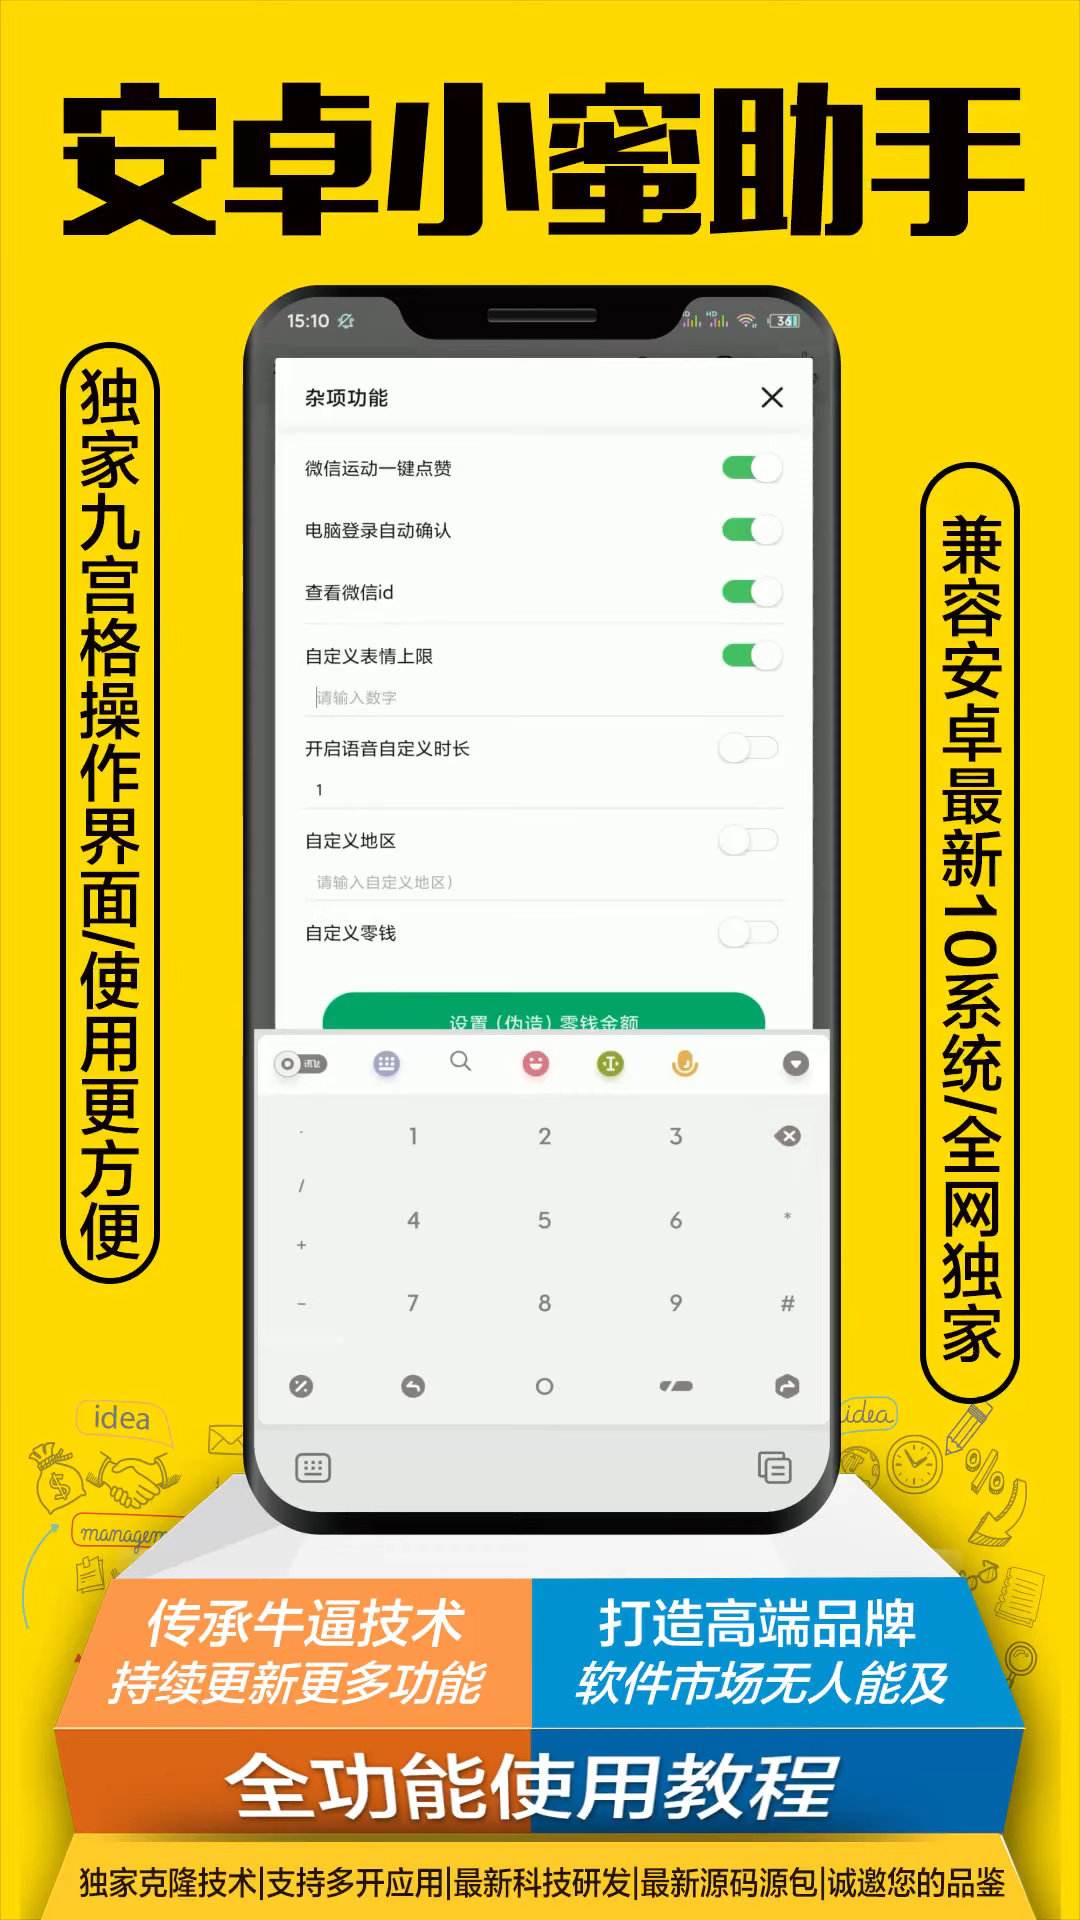 安卓小蜜助手
独家九宫格操作界面/使用更方便
兼容安卓最新10系统/全网独家
15:10
HD
36
杂项功能
微信运动一键点赞
电脑登录自动确认
查看微信id
自定义表情上限
请输入数字
开启语音自定义时长
1
自定义地区
请输入自定义地区)
自定义零钱
设置(伪造)零钱金额
讯飞
· 1 2 3
/
4 5 6 *
+
- 7 8 9 #
0
idea
idea
managem
传承牛逼技术
持续更新更多功能
打造高端品牌
软件市场无人能及
全功能使用教程
独家克隆技术|支持多开应用|最新科技研发|最新源码源包|诚邀您的品鉴